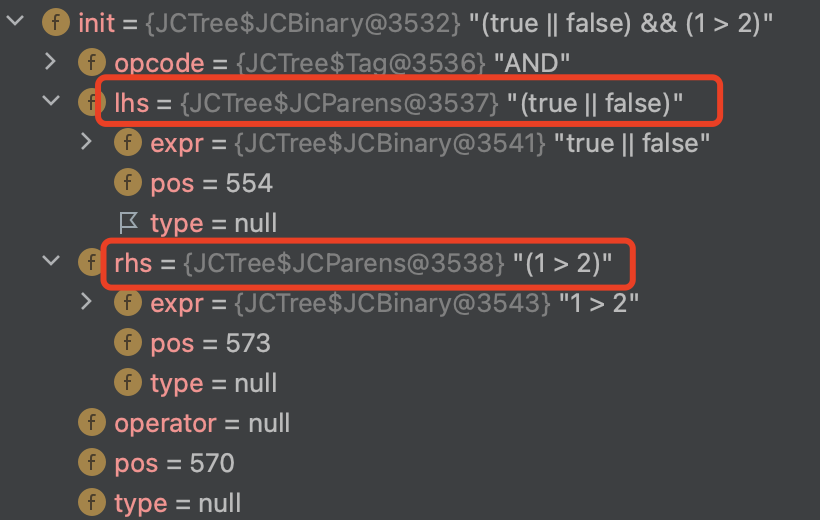 f init = {JCTree$JCBinary@3532} "(true || false) && (1 > 2)"
f opcode = {JCTree$Tag@3536} "AND"
f lhs = {JCTree$JCParens@3537} "(true || false)"
f expr = {JCTree$JCBinary@3541} "true || false"
f pos = 554
type = null
f rhs = {JCTree$JCParens@3538} "(1 > 2)"
f expr = {JCTree$JCBinary@3543} "1 > 2"
f pos = 573
f type = null
f operator = null
f pos = 570
f type = null